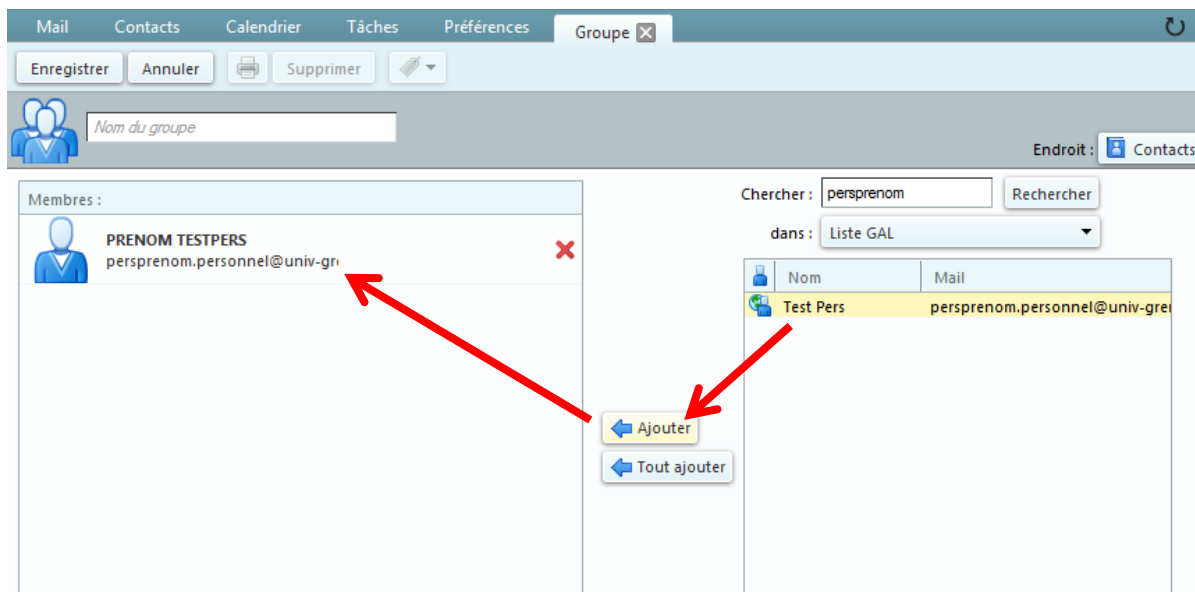 Mail Contacts Calendrier Tâches Préférences Groupe
Enregistrer Annuler Supprimer
Nom du groupe
Endroit : Contacts
Membres :
PRENOM TESTPERS
persprenom.personnel@univ-gre
Chercher : persprenom Rechercher
dans : Liste GAL
Nom Mail
Test Pers persprenom.personnel@univ-gre
Ajouter
Tout ajouter